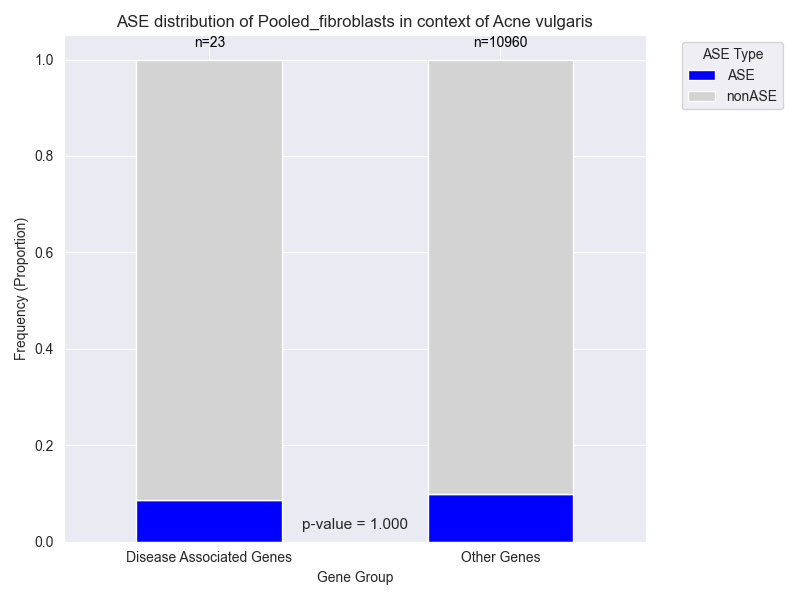 ASE distribution of Pooled_fibroblasts in context of Acne vulgaris
n=23
n=10960
ASE Type
ASE
nonASE
1.0
0.8
0.6
0.4
0.2
0.0
Frequency (Proportion)
p-value = 1.000
Disease Associated Genes
Other Genes
Gene Group